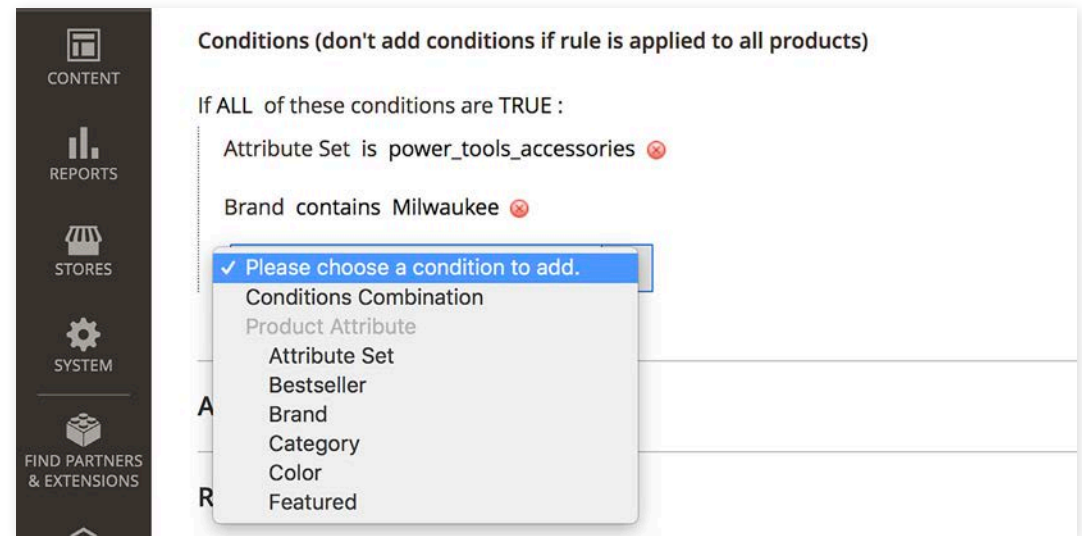 CONTENT
REPORTS
STORES
SYSTEM
FIND PARTNERS
& EXTENSIONS
Conditions (don't add conditions if rule is applied to all products)
If ALL of these conditions are TRUE :
Attribute Set is power_tools_accessories
Brand contains Milwaukee
✓ Please choose a condition to add.
Conditions Combination
Product Attribute
Attribute Set
Bestseller
Brand
Category
Color
Featured
A
R